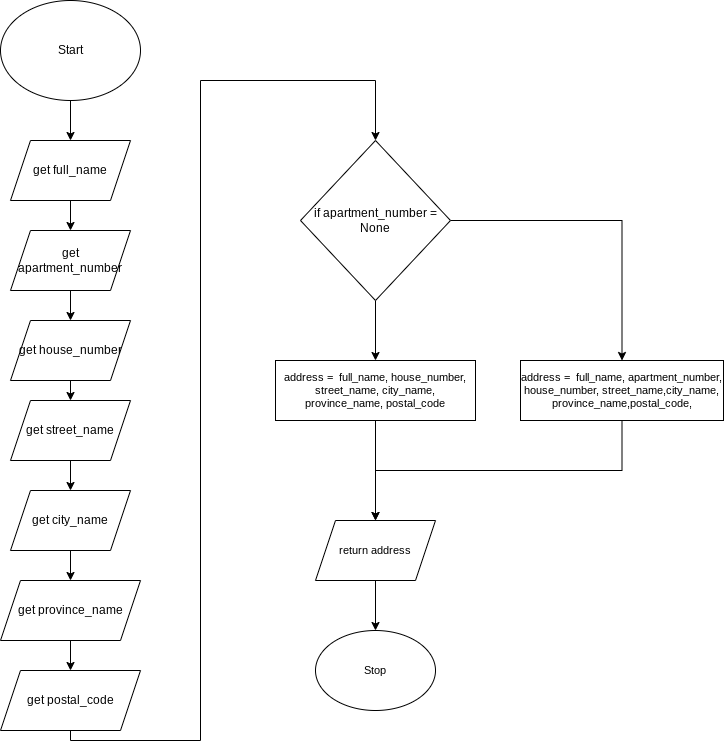 Start
get full_name
get
apartment_number
get house_number
get street_name
get city_name
get province_name
get postal_code
if apartment_number =
None
address =  full_name, house_number,
street_name, city_name,
province_name, postal_code
address =  full_name, apartment_number,
house_number, street_name,city_name,
province_name,postal_code,
return address
Stop